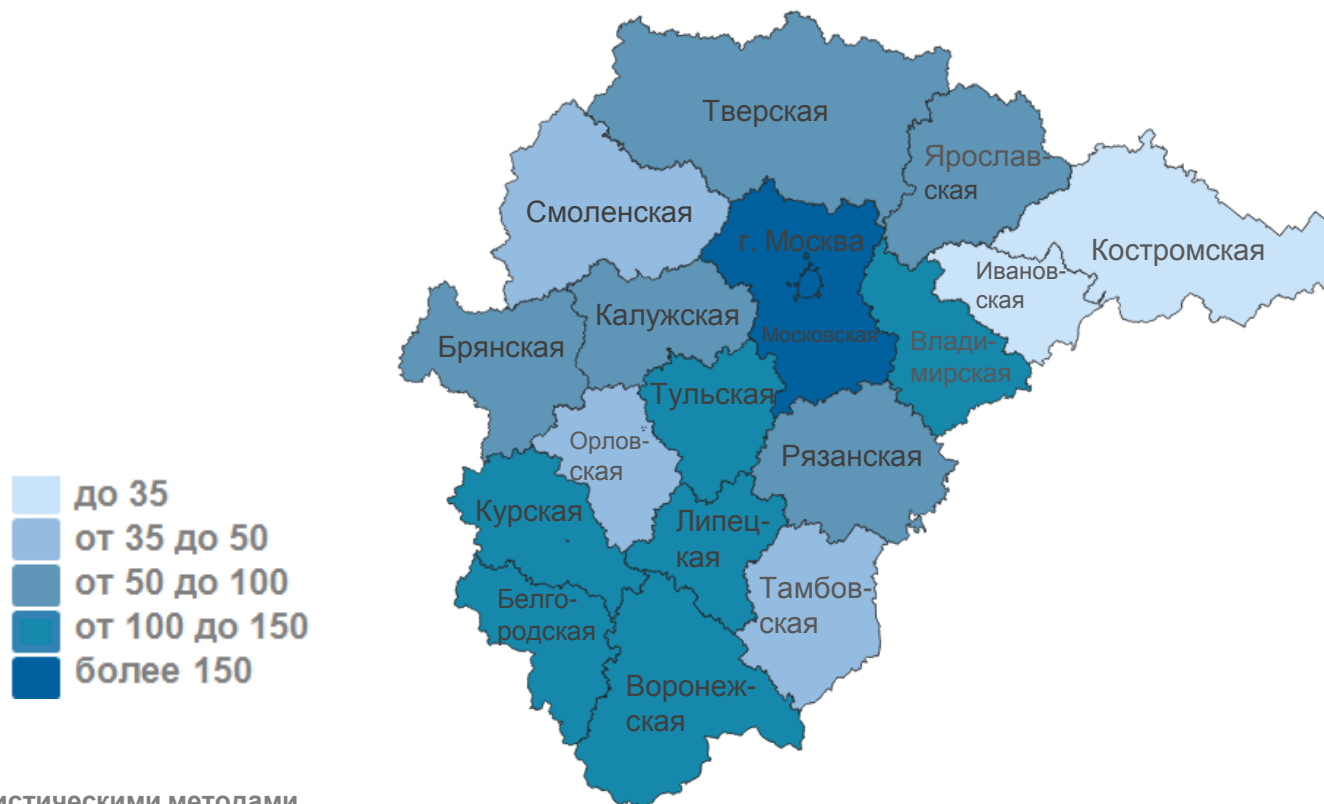 Тверская
Ярослав-
ская
Смоленская
г. Москва
Костромская
Иванов-
ская
Калужская
Московская
Влади-
мирская
Брянская
Тульская
Орлов-
ская
Рязанская
Курская
Липец-
кая
Тамбов-
ская
Белго-
родская
Воронеж-
ская
до 35
от 35 до 50
от 50 до 100
от 100 до 150
более 150
истическими методами